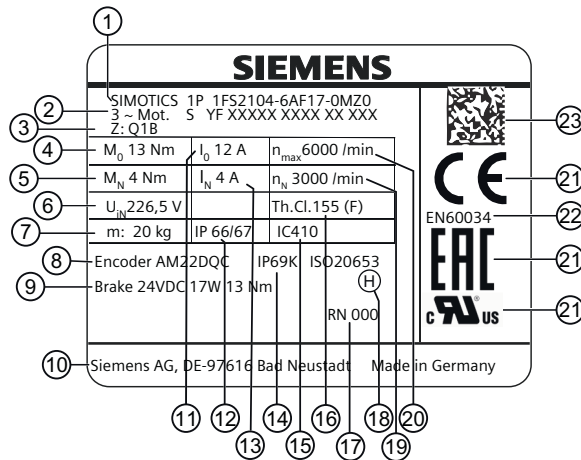 1
SIEMENS
2 SIMOTICS 1P 1FS2104-6AF17-0MZ0
3 ~ Mot. S YF XXXXX XXXX XX XXX
3 Z: Q1B
23
4 M0 13 Nm I0 12 A nmax 6000 /min
CE 21
5 MN 4 Nm IN 4 A nN 3000 /min
6 UiN 226,5 V Th.Cl.155 (F)
EN60034 22
7 m: 20 kg IP 66/67 IC410
8 Encoder AM22DQC IP69K ISO20653
EAC 21
9 Brake 24VDC 17W 13 Nm
H
RN 000
c RU ® US 21
10 Siemens AG, DE-97616 Bad Neustadt Made in Germany
11 12 13 14 15 16 17 18 19 20